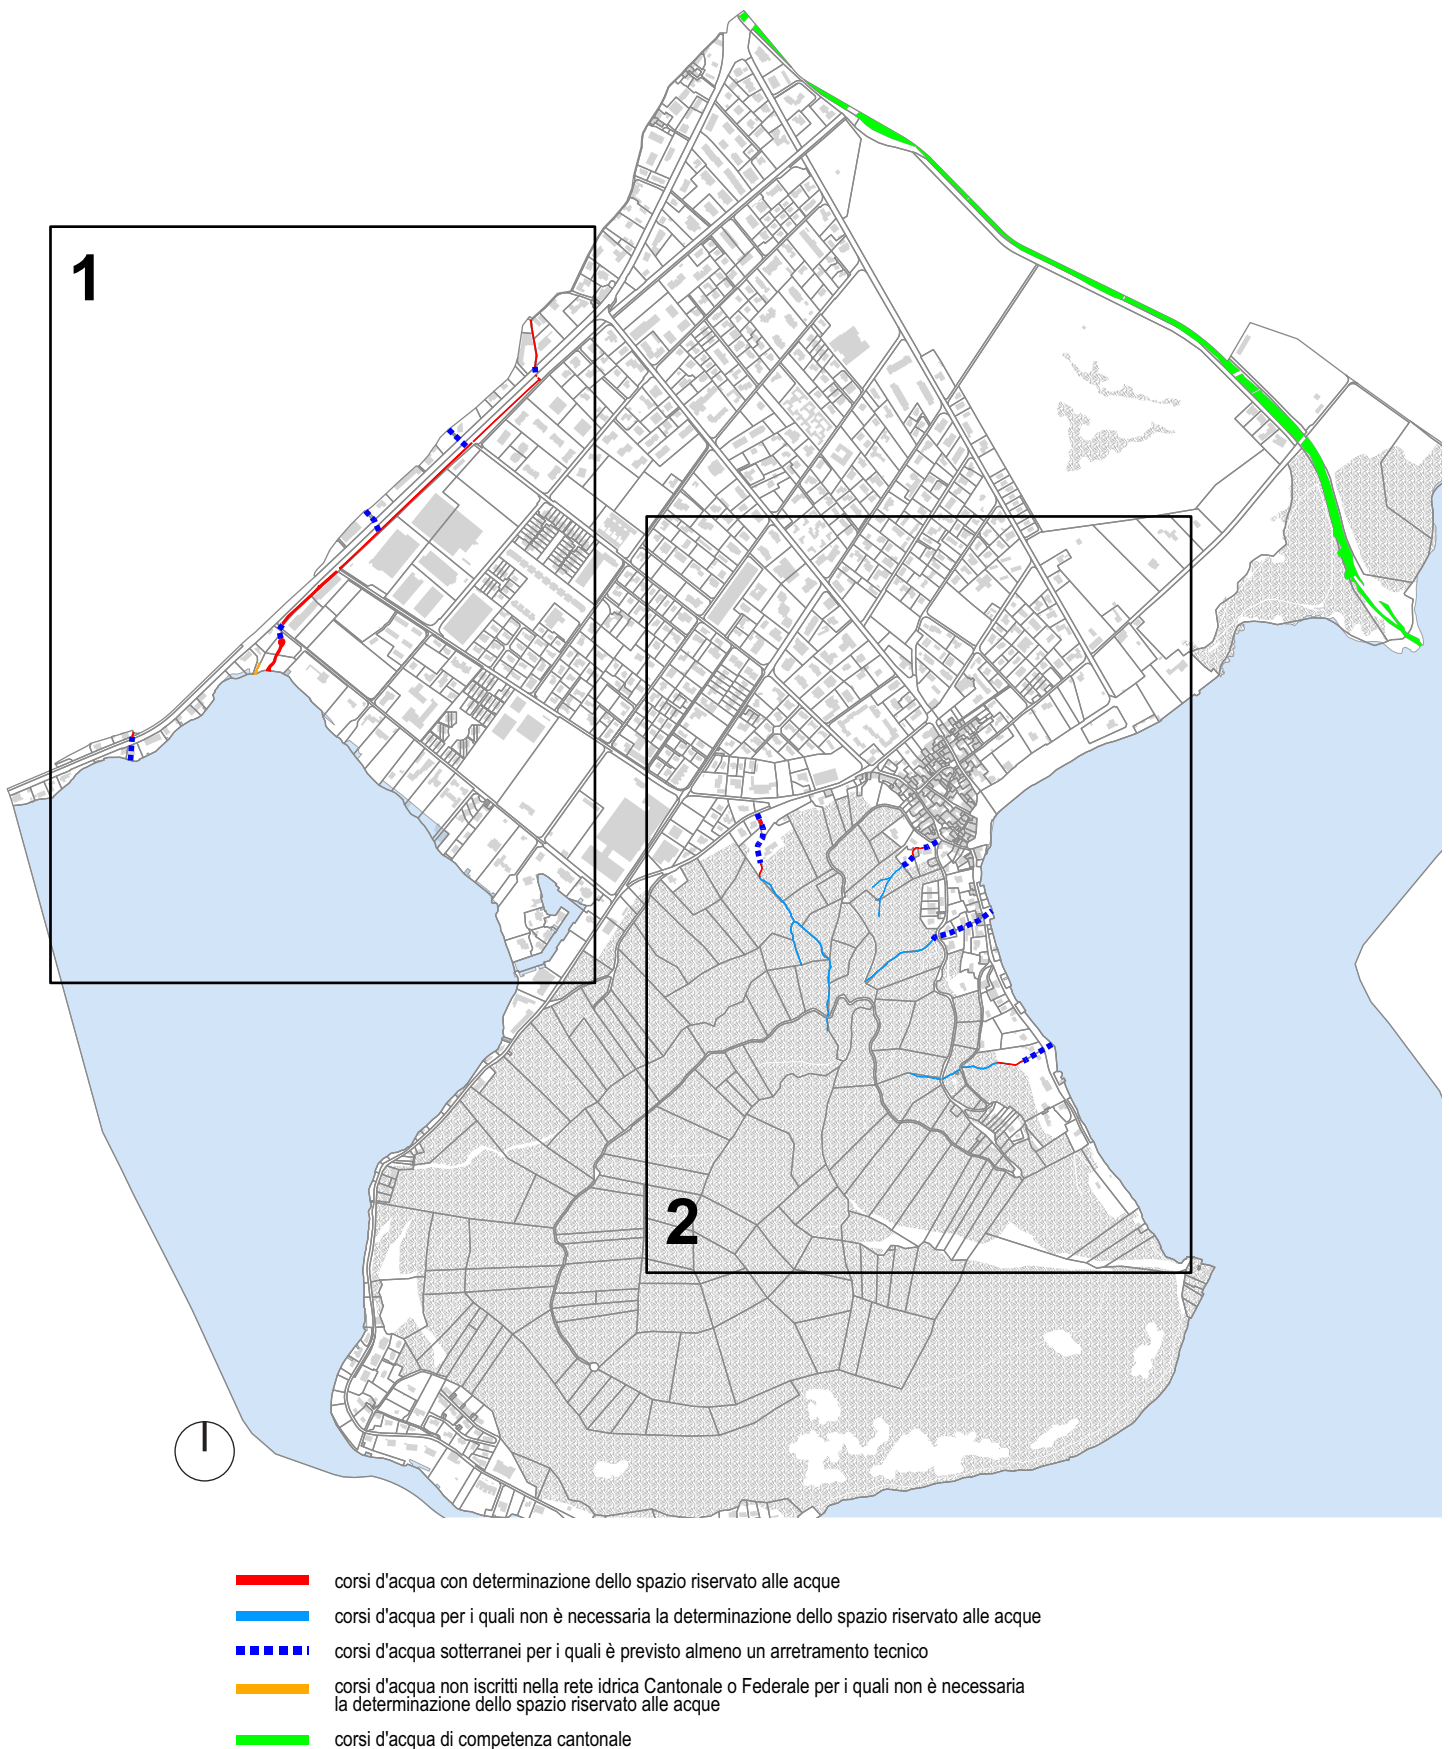 1
2
corsi d'acqua con determinazione dello spazio riservato alle acque
corsi d'acqua per i quali non è necessaria la determinazione dello spazio riservato alle acque
corsi d'acqua sotterranei per i quali è previsto almeno un arretramento tecnico
corsi d'acqua non iscritti nella rete idrica Cantonale o Federale per i quali non è necessaria
la determinazione dello spazio riservato alle acque
corsi d'acqua di competenza cantonale